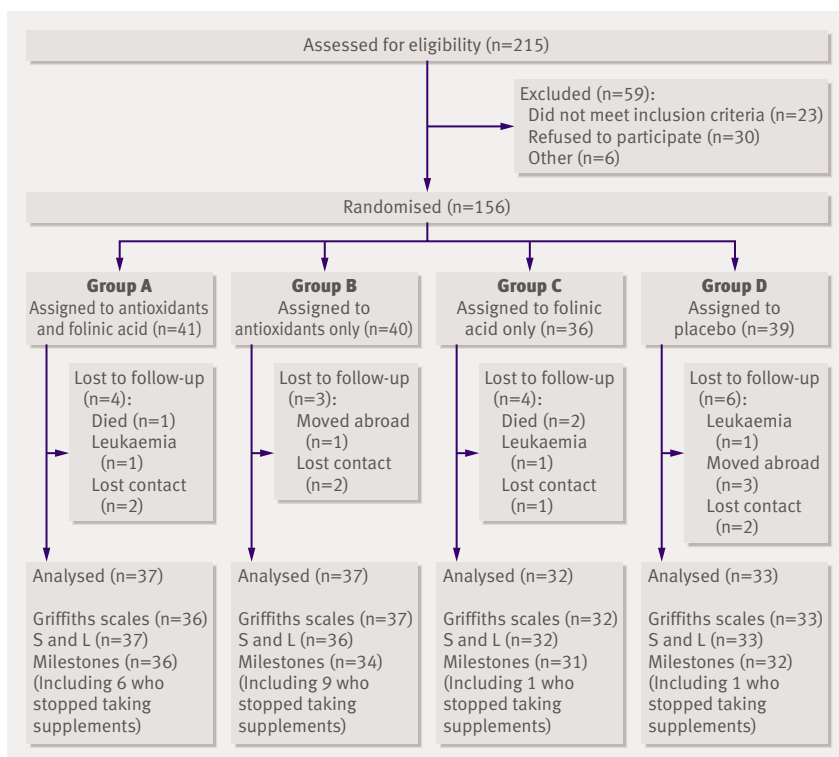 Assessed for eligibility (n=215)
Excluded (n=59):
Did not meet inclusion criteria (n=23)
Refused to participate (n=30)
Other (n=6)
Randomised (n=156)
Group A
Assigned to antioxidants
and folinic acid (n=41)
Group B
Assigned to
antioxidants only (n=40)
Group C
Assigned to folinic
acid only (n=36)
Group D
Assigned to
placebo (n=39)
Lost to follow-up
(n=4):
Died (n=1)
Leukaemia
(n=1)
Lost contact
(n=2)
Lost to follow-up
(n=3):
Moved abroad
(n=1)
Lost contact
(n=2)
Lost to follow-up
(n=4):
Died (n=2)
Leukaemia
(n=1)
Lost contact
(n=1)
Lost to follow-up
(n=6):
Leukaemia
(n=1)
Moved abroad
(n=3)
Lost contact
(n=2)
Analysed (n=37)
Griffiths scales (n=36)
S and L (n=37)
Milestones (n=36)
(Including 6 who
stopped taking
supplements)
Analysed (n=37)
Griffiths scales (n=37)
S and L (n=36)
Milestones (n=34)
(Including 9 who
stopped taking
supplements)
Analysed (n=32)
Griffiths scales (n=32)
S and L (n=32)
Milestones (n=31)
(Including 1 who
stopped taking
supplements)
Analysed (n=33)
Griffiths scales (n=33)
S and L (n=33)
Milestones (n=32)
(Including 1 who
stopped taking
supplements)